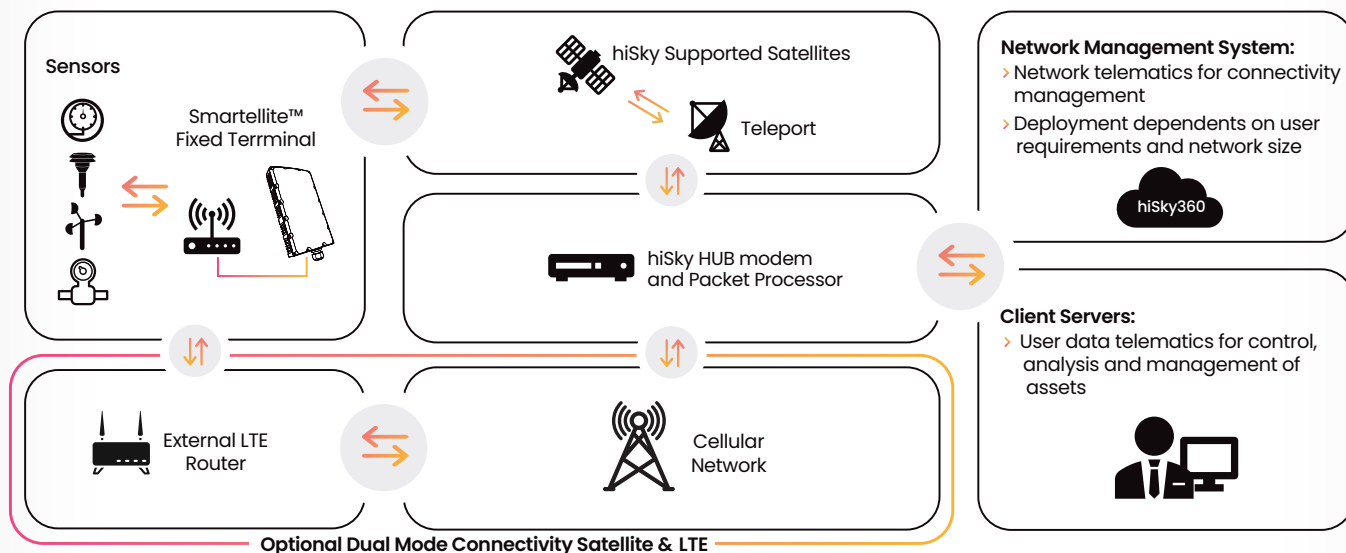 Sensors
Smartellite™
Fixed Terrminal
hiSky Supported Satellites
Teleport
hiSky HUB modem
and Packet Processor
Network Management System:
› Network telematics for connectivity
management
› Deployment dependents on user
requirements and network size
hiSky360
Client Servers:
› User data telematics for control,
analysis and management of
assets
External LTE
Router
Cellular
Network
Optional Dual Mode Connectivity Satellite & LTE